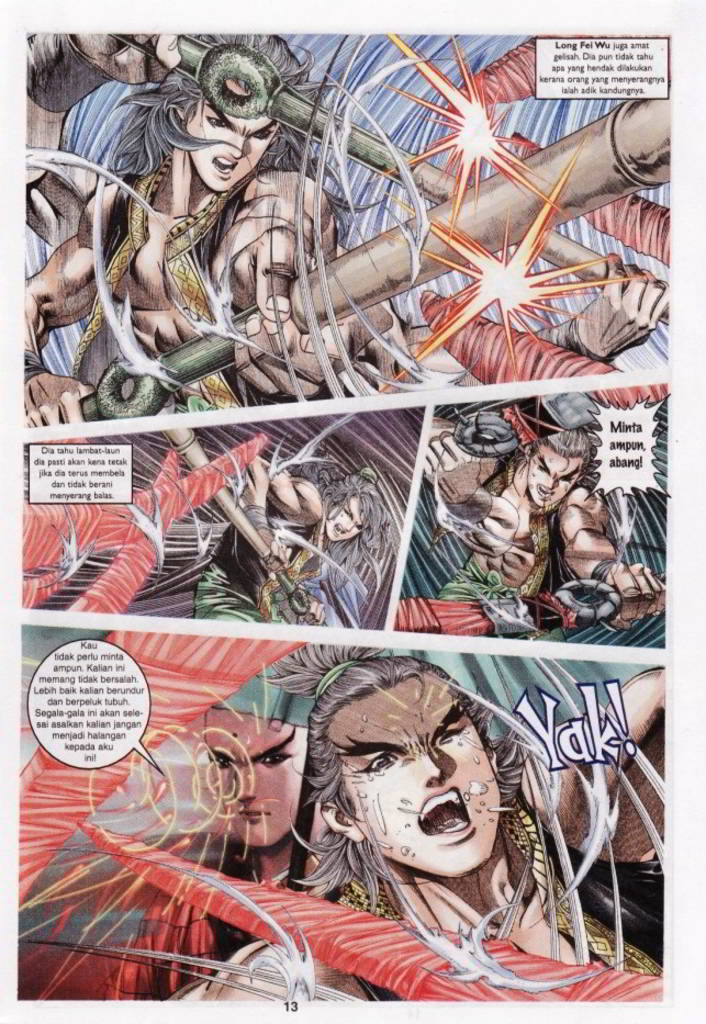 Long Fei Wu juga amat
gelisah. Dia pun tidak tahu
apa yang hendak dilakukan
kerana orang yang menyerangnya
ialah adik kandungnya.
Dia tahu lambat-laun
dia pasti akan kena tetak
jika dia terus membela
dan tidak berani
menyerang balas.
Minta
ampun,
abang!
Kau
tidak perlu minta
ampun. Kalian ini
memang tidak bersalah.
Lebih baik kalian berundur
dan berpeluk tubuh.
Segala-gala ini akan sele-
sai asalkan kalian jangan
menjadi halangan
kepada aku
ini!
Yak!
13